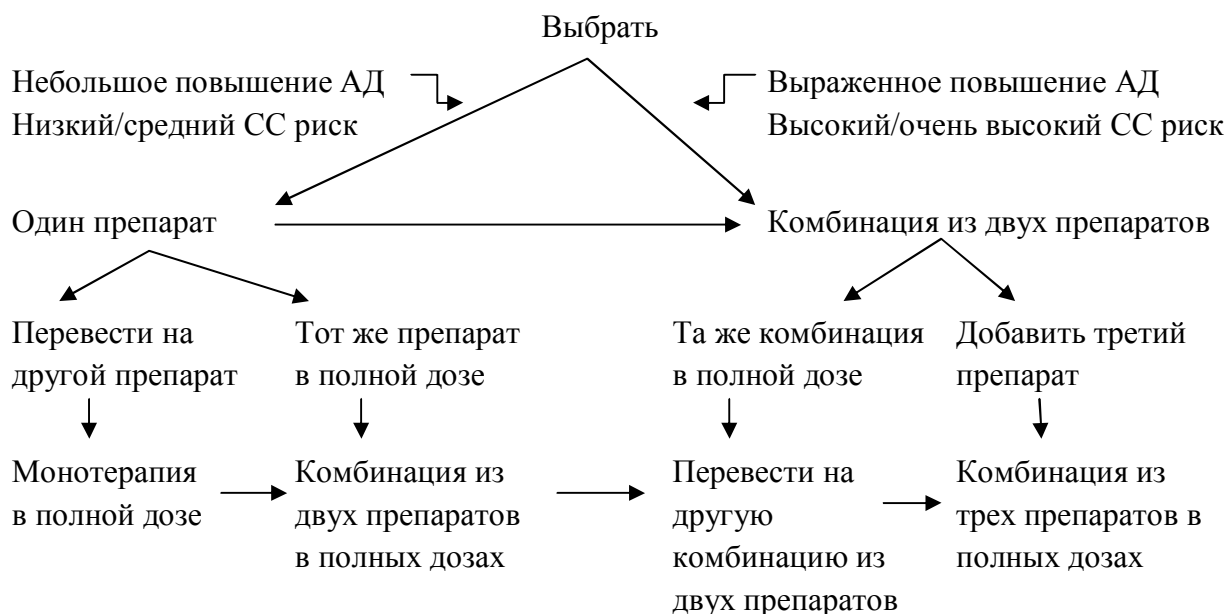 Выбрать
Небольшое повышение АД
Низкий/средний СС риск
Выраженное повышение АД
Высокий/очень высокий СС риск
Один препарат
Комбинация из двух препаратов
Перевести на
другой препарат
Тот же препарат
в полной дозе
Та же комбинация
в полной дозе
Добавить третий
препарат
Монотерапия
в полной дозе
Комбинация из
двух препаратов
в полных дозах
Перевести на
другую
комбинацию из
двух препаратов
Комбинация из
трех препаратов в
полных дозах